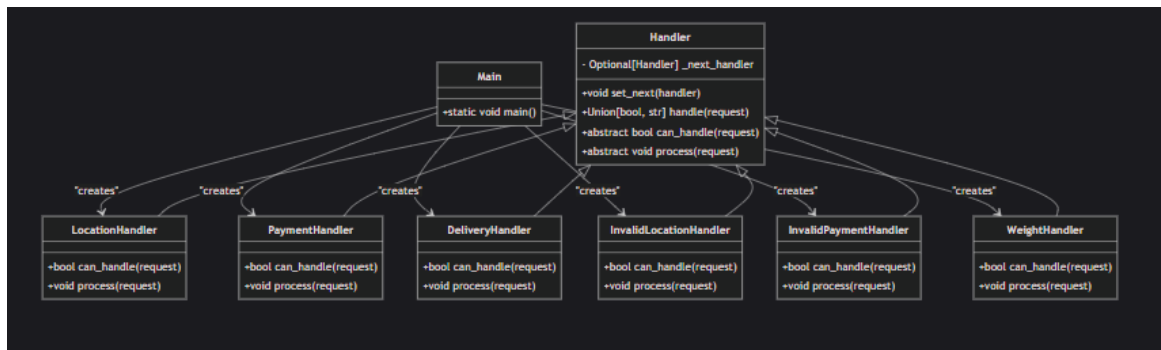 Handler
- Optional[Handler] _next_handler
+void set_next(handler)
+Union[bool, str] handle(request)
+abstract bool can_handle(request)
+abstract void process(request)
Main
+static void main()
"creates"
"creates"
"creates"
"creates"
"creates"
"creates"
LocationHandler
+bool can_handle(request)
+void process(request)
PaymentHandler
+bool can_handle(request)
+void process(request)
DeliveryHandler
+bool can_handle(request)
+void process(request)
InvalidLocationHandler
+bool can_handle(request)
+void process(request)
InvalidPaymentHandler
+bool can_handle(request)
+void process(request)
WeightHandler
+bool can_handle(request)
+void process(request)